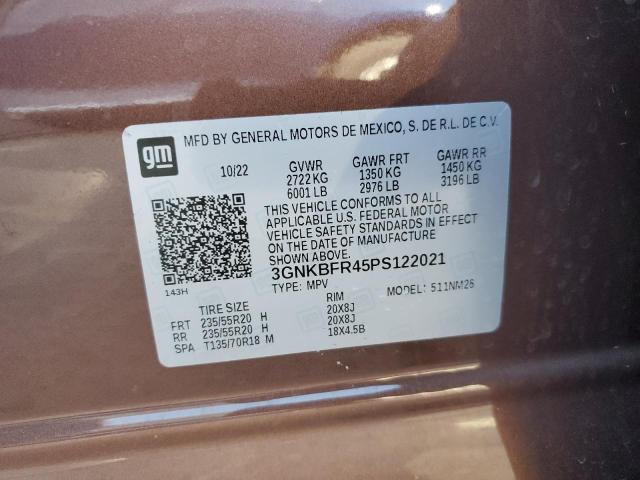 gm
MFD BY GENERAL MOTORS DE MEXICO, S. DE R.L. DE C.V.
10/22 GVWR GAWR FRT GAWR RR
2722 KG 1350 KG 1450 KG
6001 LB 2976 LB 3196 LB
THIS VEHICLE CONFORMS TO ALL
APPLICABLE U.S. FEDERAL MOTOR
VEHICLE SAFETY STANDARDS IN EFFECT
ON THE DATE OF MANUFACTURE
SHOWN ABOVE.
3GNKBFR45PS122021
TYPE: MPV MODEL: 511NM26
143H
TIRE SIZE RIM
FRT 235/55R20 H 20X8J
RR 235/55R20 H 20X8J
SPA T135/70R18 M 18X4.5B